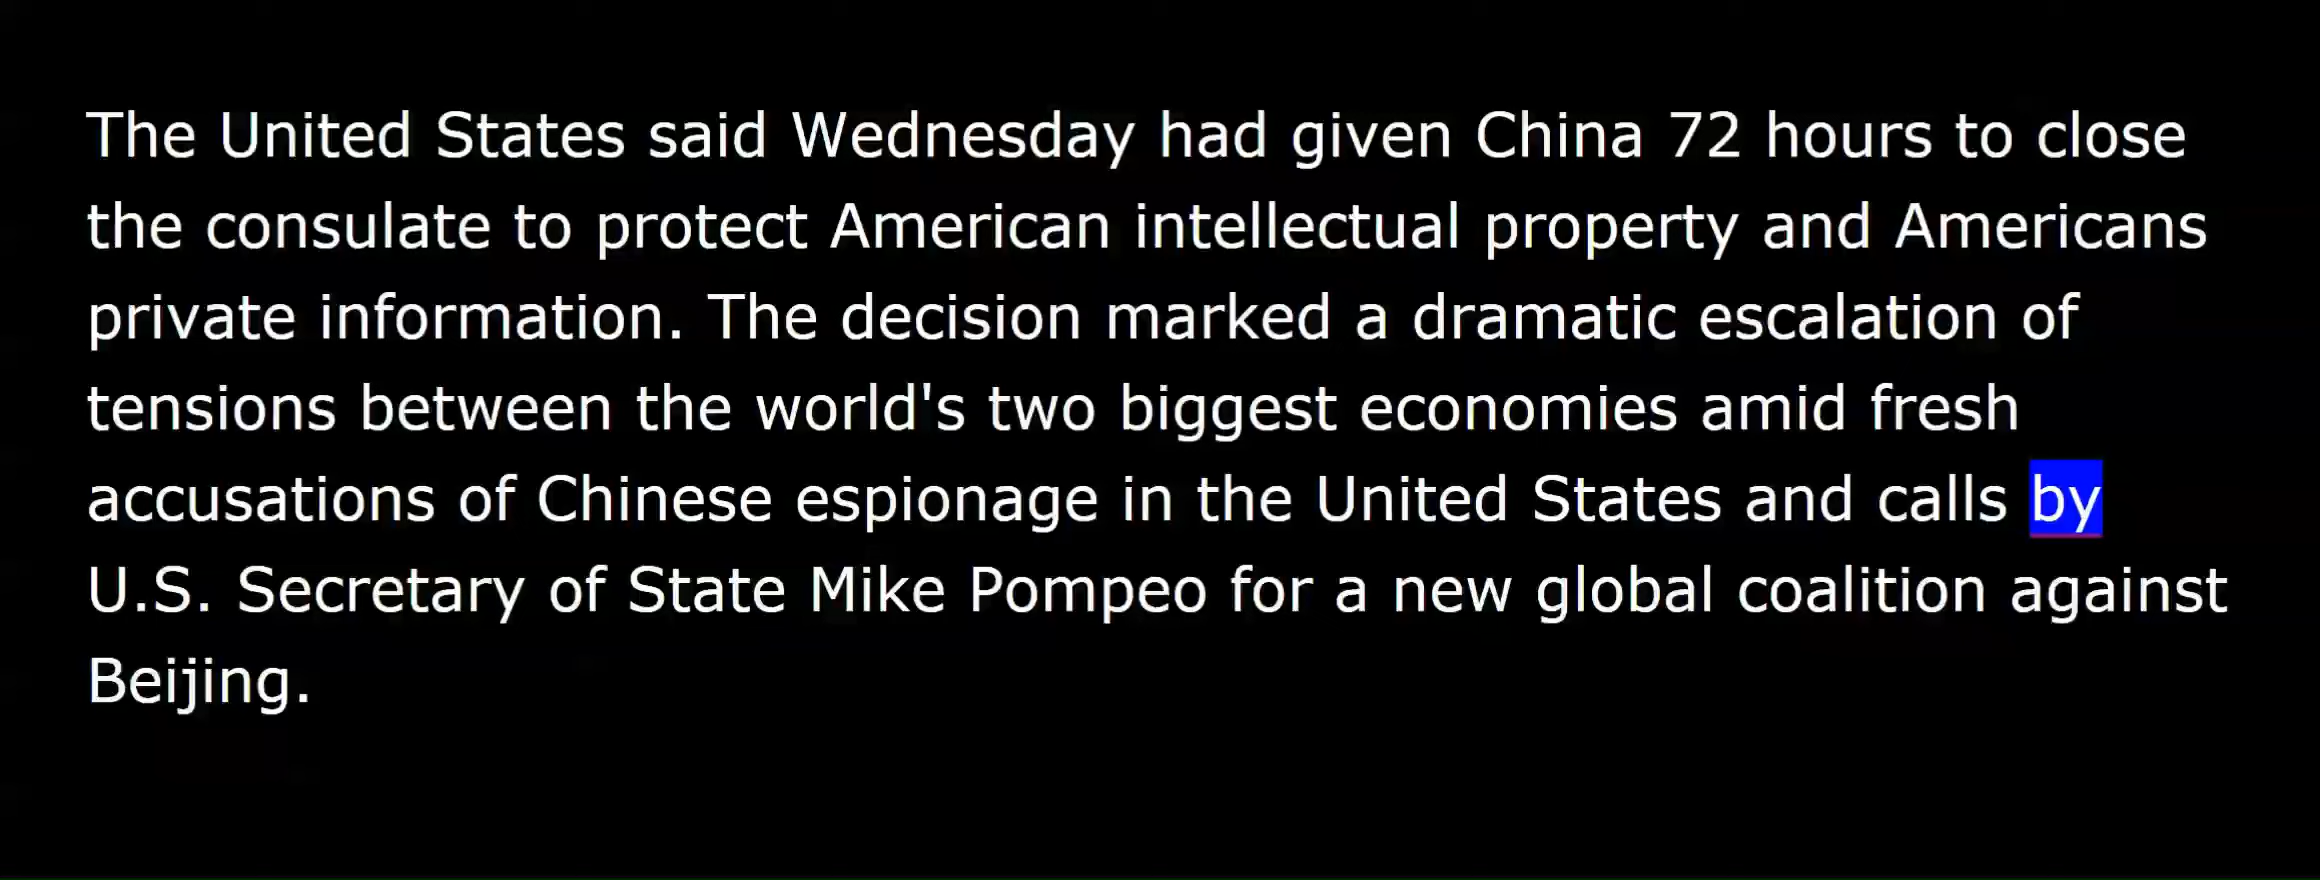 The United States said Wednesday had given China 72 hours to close
the consulate to protect American intellectual property and Americans
private information. The decision marked a dramatic escalation of
tensions between the world's two biggest economies amid fresh
accusations of Chinese espionage in the United States and calls by
U.S. Secretary of State Mike Pompeo for a new global coalition against
Beijing.